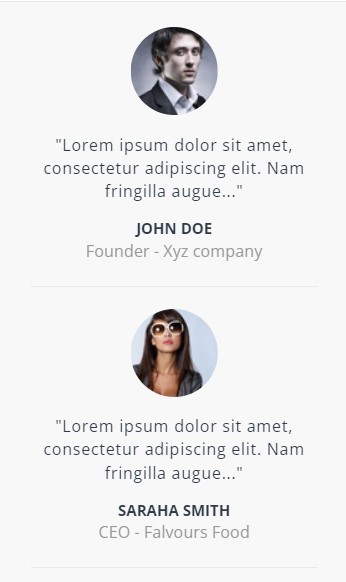 "Lorem ipsum dolor sit amet,
consectetur adipiscing elit. Nam
fringilla augue..."
JOHN DOE
Founder - Xyz company
"Lorem ipsum dolor sit amet,
consectetur adipiscing elit. Nam
fringilla augue..."
SARAHA SMITH
CEO - Falvours Food